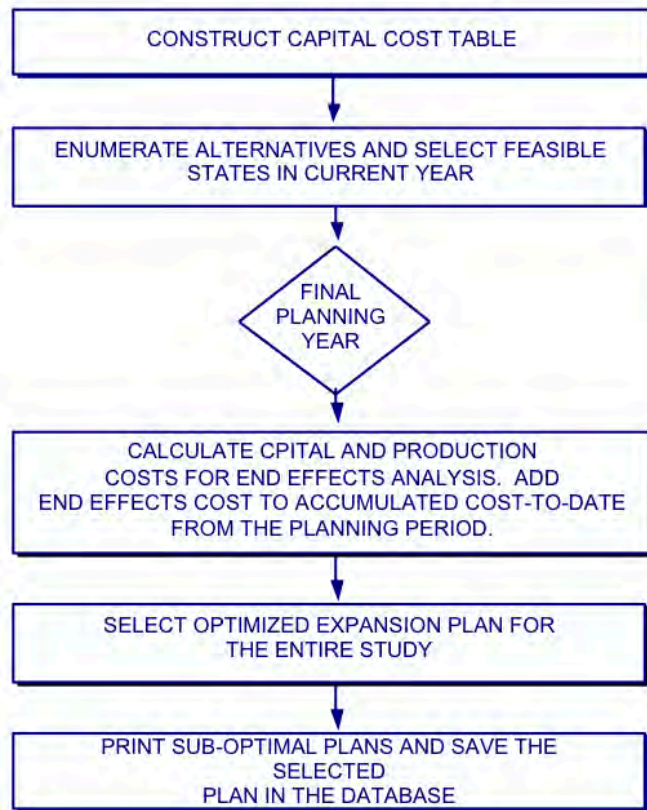 CONSTRUCT CAPITAL COST TABLE
ENUMERATE ALTERNATIVES AND SELECT FEASIBLE
STATES IN CURRENT YEAR
FINAL
PLANNING
YEAR
CALCULATE CPITAL AND PRODUCTION
COSTS FOR END EFFECTS ANALYSIS. ADD
END EFFECTS COST TO ACCUMULATED COST-TO-DATE
FROM THE PLANNING PERIOD.
SELECT OPTIMIZED EXPANSION PLAN FOR
THE ENTIRE STUDY
PRINT SUB-OPTIMAL PLANS AND SAVE THE
SELECTED
PLAN IN THE DATABASE